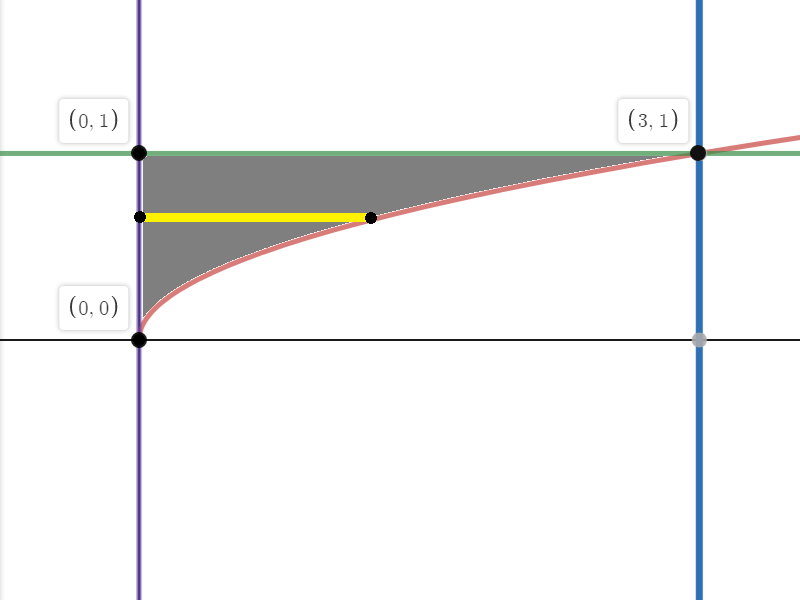 (0, 1)
(3, 1)
(0, 0)